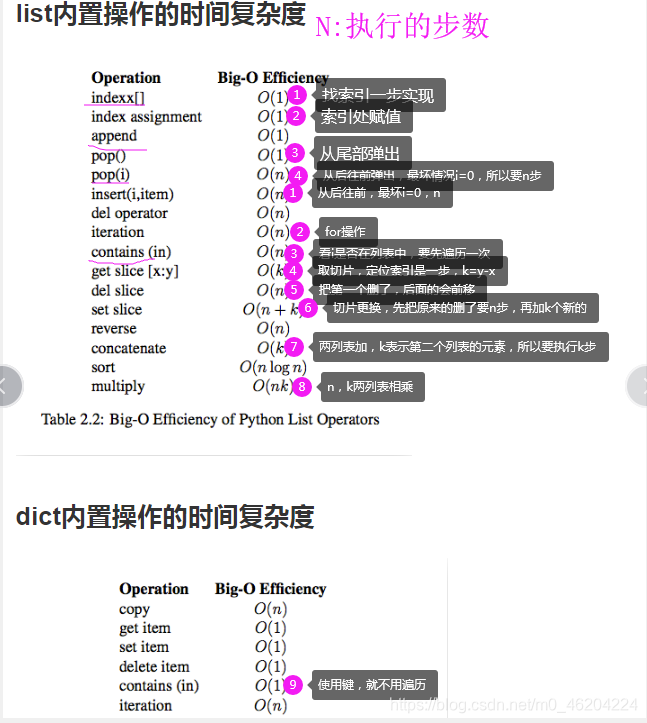 list内置操作的时间复杂度
N:执行的步数
Operation Big-O Efficiency
indexx[] O(1) 1 找索引一步实现
index assignment O(1) 2 索引处赋值
append O(1)
pop() O(1) 3 从尾部弹出
pop(i) O(n) 4 从后往前弹出，最坏情况i=0，所以要n步
insert(i,item) O(n) 1 从后往前，最坏i=0，n
del operator O(n)
iteration O(n) 2 for操作
contains (in) O(n) 3 看i是否在列表中，要先遍历一次
get slice [x:y] O(k) 4 取切片，定位索引是一步，k=y-x
del slice O(n) 5 把第一个删了，后面的会前移
set slice O(n + k) 6 切片更换，先把原来的删了要n步，再加k个新的
reverse O(n)
concatenate O(k) 7 两列表加，k表示第二个列表的元素，所以要执行k步
sort O(n log n)
multiply O(nk) 8 n，k两列表相乘
Table 2.2: Big-O Efficiency of Python List Operators
dict内置操作的时间复杂度
Operation Big-O Efficiency
copy O(n)
get item O(1)
set item O(1)
delete item O(1)
contains (in) O(1) 9 使用键，就不用遍历
iteration O(n)
https://blog.csdn.net/m0_46204224